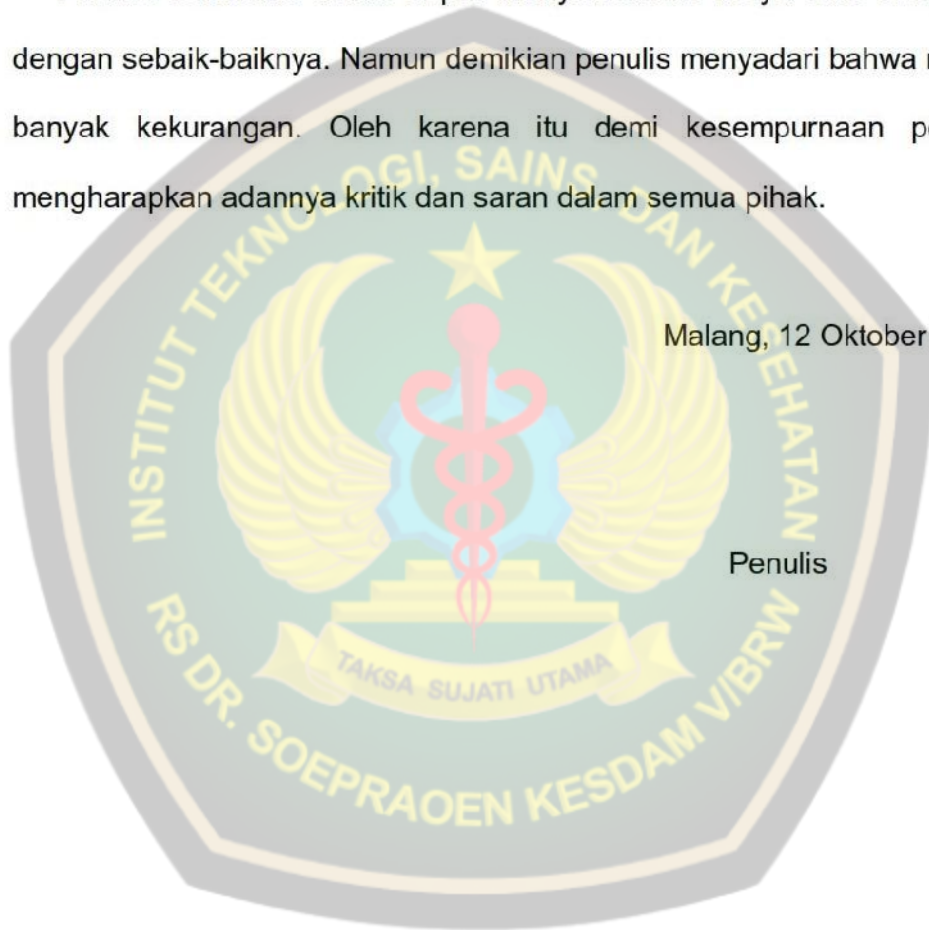 dengan sebaik-baiknya. Namun demikian penulis menyadari bahwa
banyak kekurangan. Oleh karena itu demi kesempurnaan
mengharapkan adannya kritik dan saran dalam semua pihak.
Malang, 12 Oktober
Penulis
INSTITUT TEKNOLOGI, SAINS, DAN KESEHATAN
TAKSA SUJATI UTAMA
RS DR. SOEPRAOEN KESDAM V/BRW